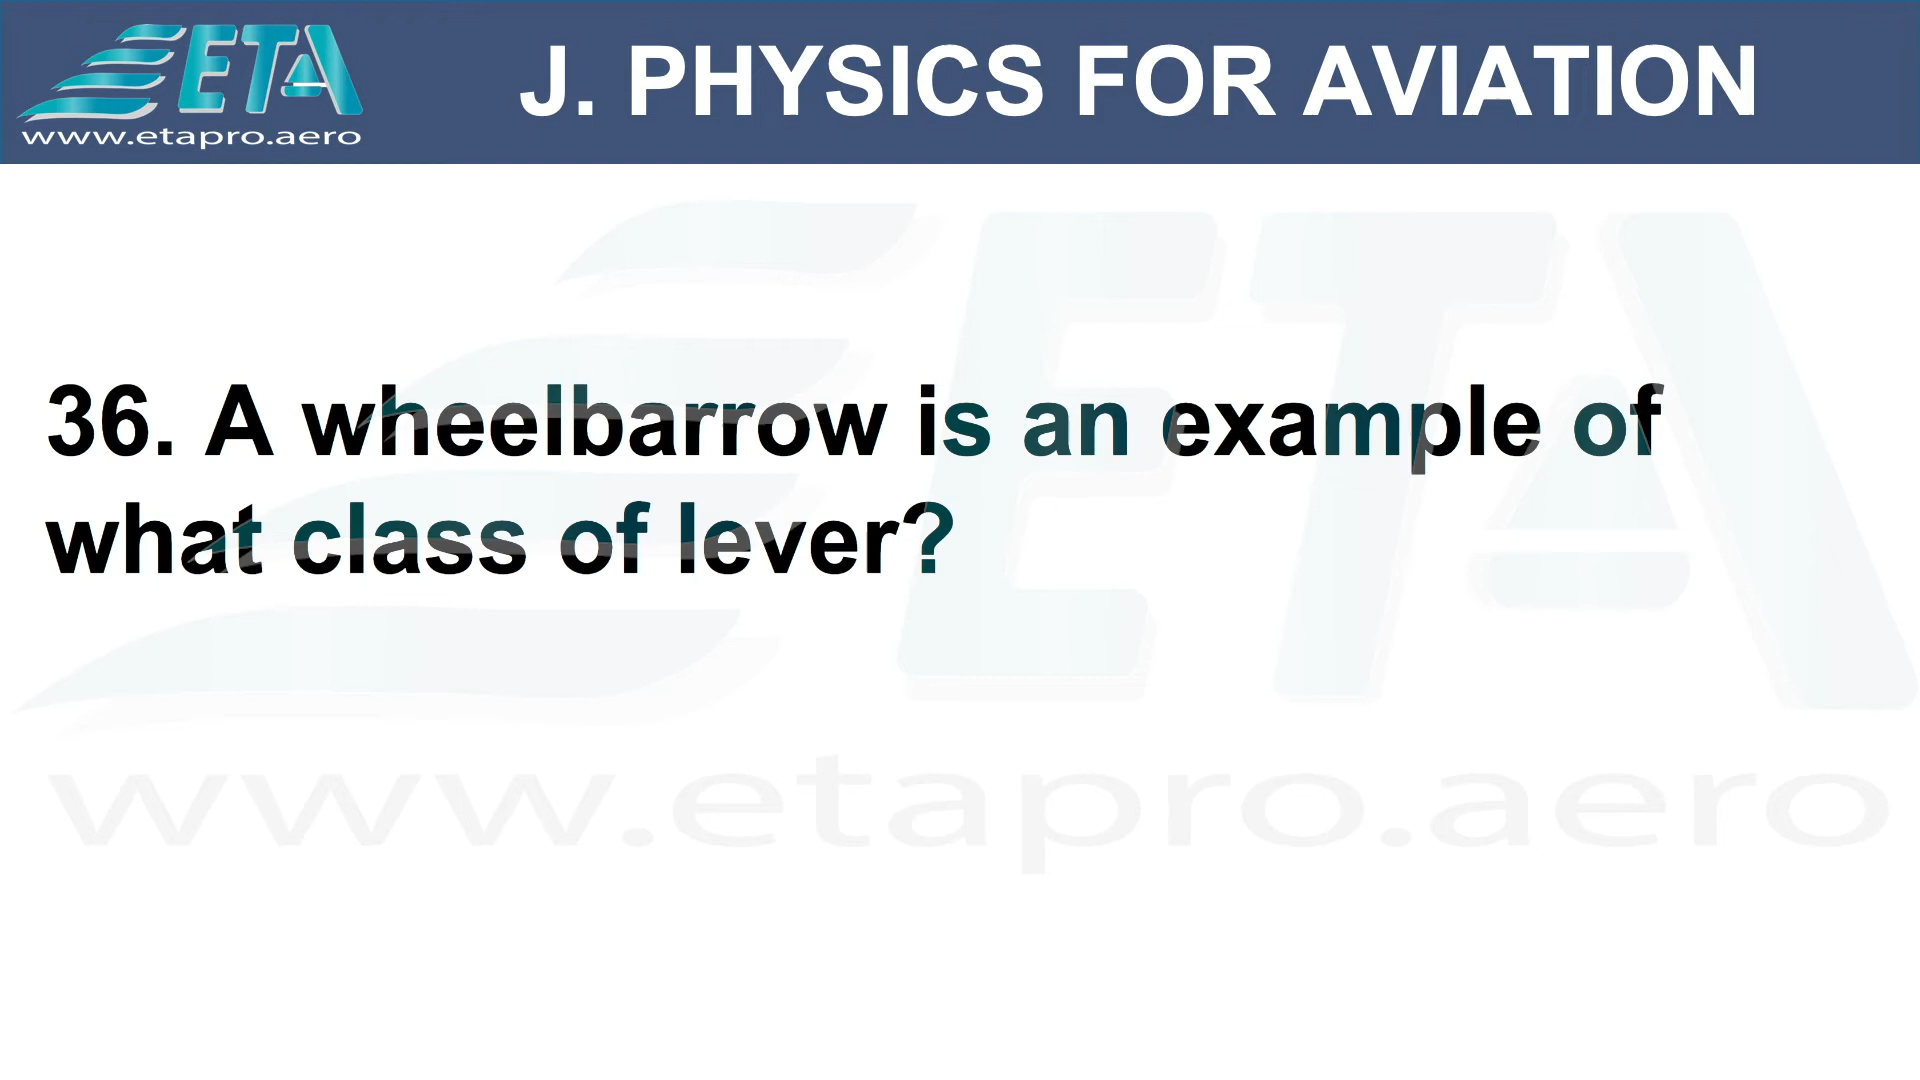 ETA
www.etapro.aero
J. PHYSICS FOR AVIATION
36. A wheelbarrow is an example of
what class of lever?
ETA
www.etapro.aero